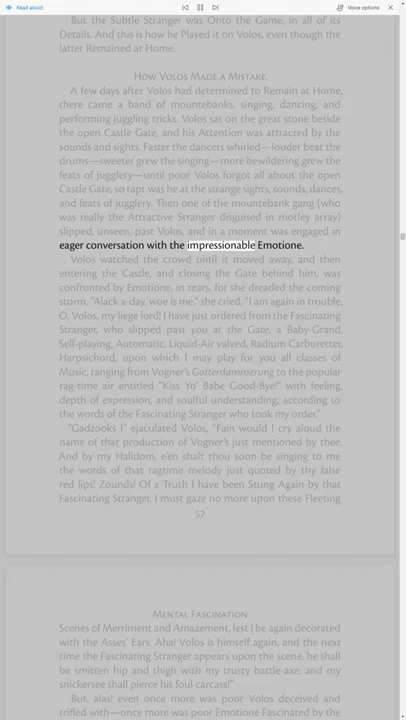 Read aloud
Voice options
But the Subtle Stranger was Onto the Game, in all of its
Details. And this is how he Played it on Volos, even though the
latter Remained at Home.
How Volos Made a Mistake.
A few days after Volos had determined to Remain at Home,
there came a band of mountebanks, singing, dancing, and
performing juggling tricks. Volos sat on the great stone beside
the open Castle Gate, and his Attention was attracted by the
sounds and sights. Faster the dancers whirled—louder beat the
drums—sweeter grew the singing—more bewildering grew the
feats of jugglery—until poor Volos forgot all about the open
Castle Gate, so rapt was he at the strange sights, sounds, dances,
and feats of jugglery. Then one of the mountebank gang (who
was really the Attractive Stranger disguised in motley array)
slipped, unseen, past Volos, and in a moment was engaged in
eager conversation with the impressionable Emotione.
Volos watched the crowd until it moved away, and then
entering the Castle, and closing the Gate behind him, was
confronted by Emotione, in tears, for she dreaded the coming
storm. "Alack a-day, woe is me," she cried, "I am again in trouble,
O, Volos, my liege lord! I have just ordered from the Fascinating
Stranger, who slipped past you at the Gate, a Baby-Grand,
Self-playing, Automatic, Liquid-Air valved, Radium Carburetter,
Harpsichord, upon which I may play for you all classes of
Music, ranging from Vogner's Gotterdammerung to the popular
rag-time air entitled "Kiss Yo' Babe Good-Bye!" with feeling,
depth of expression, and soulful understanding, according to
the words of the Fascinating Stranger who took my order."
"Gadzooks I" ejaculated Volos, "Fain would I cry aloud the
name of that production of Vogner's just mentioned by thee.
And by my Halidom, e'en shalt thou soon be singing to me
the words of that ragtime melody just quoted by thy false
red lips! Zounds! Of a Truth I have been Stung Again by that
Fascinating Stranger. I must gaze no more upon these Fleeting
57
Mental Fascination
Scenes of Merriment and Amazement, lest I be again decorated
with the Asses' Ears. Aha! Volos is himself again, and the next
time the Fascinating Stranger appears upon the scene, he shall
be smitten hip and thigh with my trusty battle-axe, and my
snickersee shall pierce his foul carcass!"
But, alas! even once more was poor Volos deceived and
trifled with—once more was poor Emotione Fascinated by the